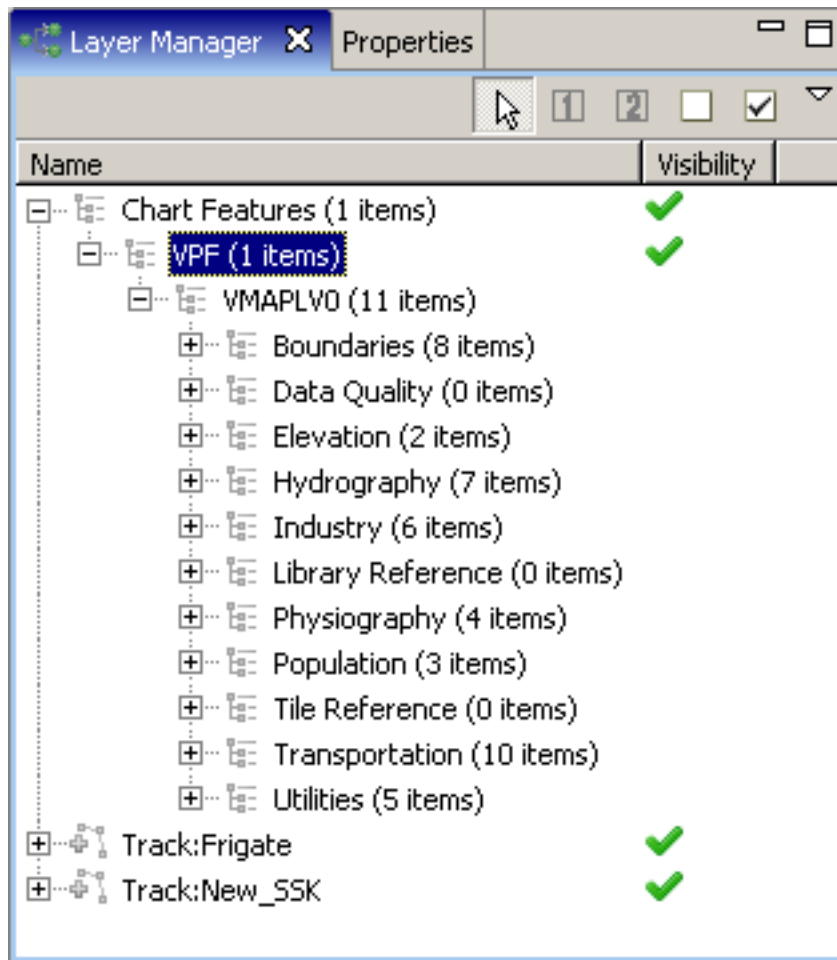 Layer Manager Properties
1 2
Name Visibility
Chart Features (1 items)
VPF (1 items)
VMAPLV0 (11 items)
Boundaries (8 items)
Data Quality (0 items)
Elevation (2 items)
Hydrography (7 items)
Industry (6 items)
Library Reference (0 items)
Physiography (4 items)
Population (3 items)
Tile Reference (0 items)
Transportation (10 items)
Utilities (5 items)
Track:Frigate
Track:New_SSK